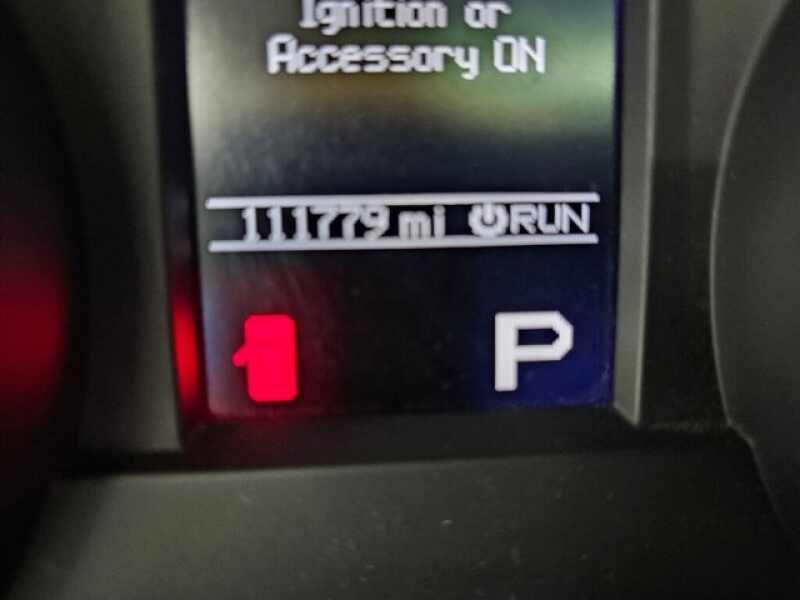 Ignition or
Accessory ON
111779 mi RUN
P